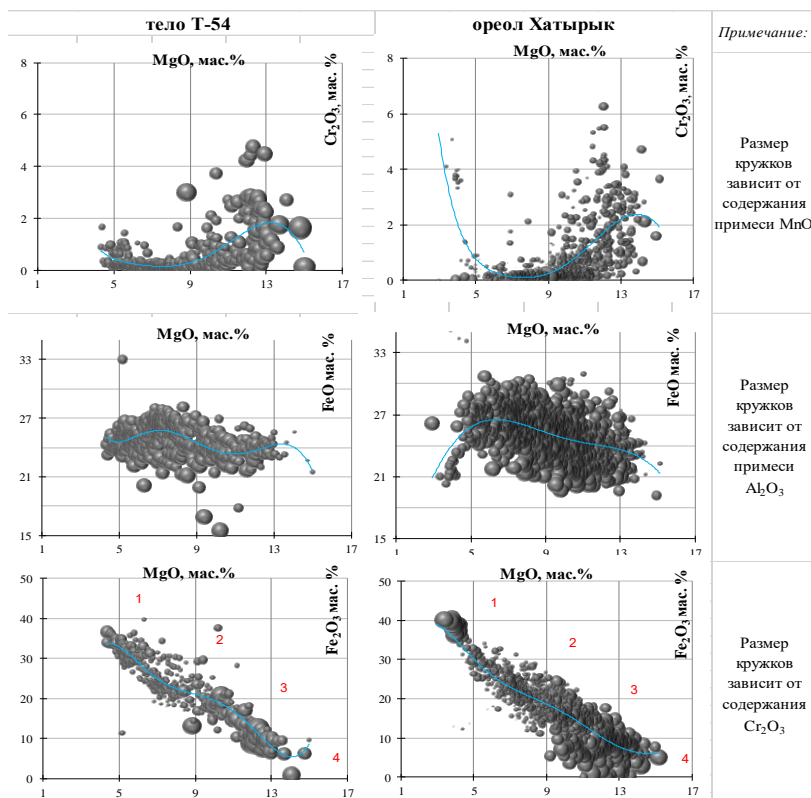 тело Т-54
ореол Хатырык
Примечание:
MgO, мас.%
Cr₂O₃, мас. %
8
6
4
2
0
1
5
9
13
17
MgO, мас.%
Cr₂O₃, мас. %
8
6
4
2
0
1
5
9
13
17
Размер
кружков
зависит от
содержания
примеси MnO
MgO, мас.%
FeO мас. %
33
27
21
15
1
5
9
13
17
MgO, мас.%
FeO мас. %
33
27
21
15
1
5
9
13
17
Размер
кружков
зависит от
содержания
примеси
Al₂O₃
MgO, мас.%
Fe₂O₃ мас. %
50
40
30
20
10
0
1
5
9
13
17
1
2
3
4
MgO, мас.%
Fe₂O₃ мас. %
50
40
30
20
10
0
1
5
9
13
17
1
2
3
4
Размер
кружков
зависит от
содержания
Cr₂O₃